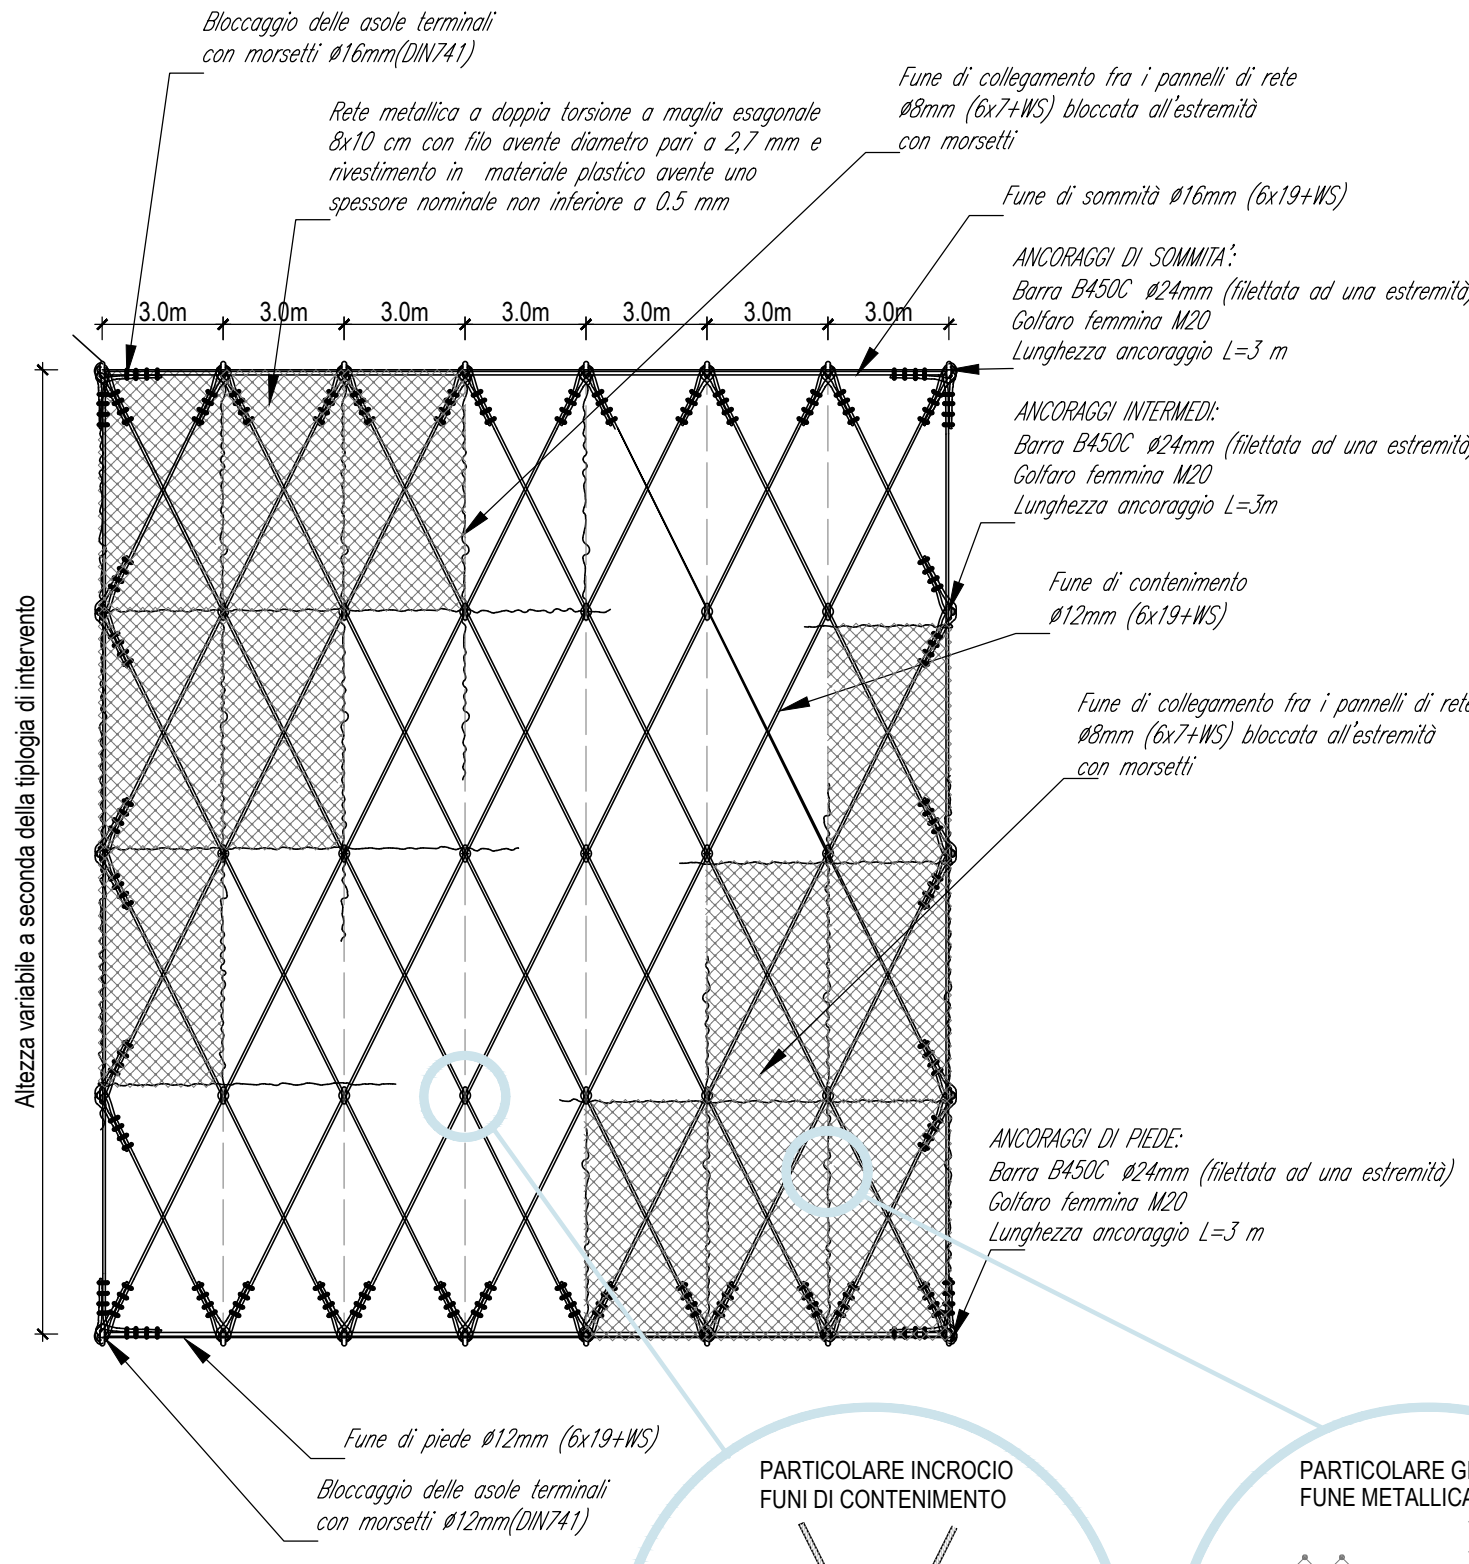 Bloccaggio delle asole terminali
con morsetti ø16mm(DIN741)
Rete metallica a doppia torsione a maglia esagonale
8x10 cm con filo avente diametro pari a 2,7 mm e
rivestimento in materiale plastico avente uno
spessore nominale non inferiore a 0.5 mm
Fune di collegamento fra i pannelli di rete
ø8mm (6x7+WS) bloccata all'estremità
con morsetti
Fune di sommità ø16mm (6x19+WS)
ANCORAGGI DI SOMMITA':
Barra B450C ø24mm (filettata ad una estremità)
Golfaro femmina M20
Lunghezza ancoraggio L=3 m
3.0m 3.0m 3.0m 3.0m 3.0m 3.0m 3.0m
ANCORAGGI INTERMEDI:
Barra B450C ø24mm (filettata ad una estremità)
Golfaro femmina M20
Lunghezza ancoraggio L=3m
Fune di contenimento
ø12mm (6x19+WS)
Altezza variabile a seconda della tiplogia di intervento
Fune di collegamento fra i pannelli di rete
ø8mm (6x7+WS) bloccata all'estremità
con morsetti
ANCORAGGI DI PIEDE:
Barra B450C ø24mm (filettata ad una estremità)
Golfaro femmina M20
Lunghezza ancoraggio L=3 m
Fune di piede ø12mm (6x19+WS)
Bloccaggio delle asole terminali
con morsetti ø12mm(DIN741)
PARTICOLARE INCROCIO
FUNI DI CONTENIMENTO
PARTICOLARE
FUNE METALLICA